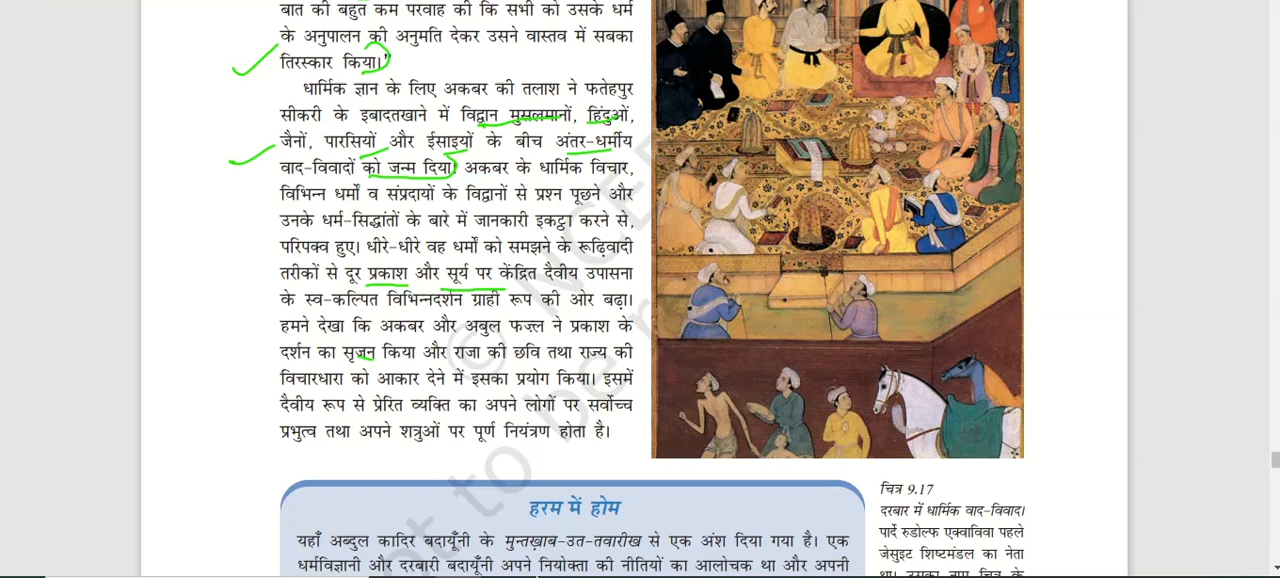 बात की बहुत कम परवाह की कि सभी को उसके धर्म
के अनुपालन की अनुमति देकर उसने वास्तव में सबका
तिरस्कार किया।"
धार्मिक ज्ञान के लिए अकबर की तलाश ने फतेहपुर
सीकरी के इबादतखाने में विद्वान मुसलमानों, हिंदुओं,
जैनों, पारसियों और ईसाइयों के बीच अंतर-धर्मीय
वाद-विवादों को जन्म दिया। अकबर के धार्मिक विचार,
विभिन्न धर्मों व संप्रदायों के विद्वानों से प्रश्न पूछने और
उनके धर्म-सिद्धांतों के बारे में जानकारी इकट्ठा करने से,
परिपक्व हुए। धीरे-धीरे वह धर्मों को समझने के रूढ़िवादी
तरीकों से दूर प्रकाश और सूर्य पर केंद्रित दैवीय उपासना
के स्व-कल्पित विभिन्नदर्शन ग्राही रूप की ओर बढ़ा।
हमने देखा कि अकबर और अबुल फज़्ल ने प्रकाश के
दर्शन का सृजन किया और राजा की छवि तथा राज्य की
विचारधारा को आकार देने में इसका प्रयोग किया। इसमें
दैवीय रूप से प्रेरित व्यक्ति का अपने लोगों पर सर्वोच्च
प्रभुत्व तथा अपने शत्रुओं पर पूर्ण नियंत्रण होता है।
हरम में होम
यहाँ अब्दुल कादिर बदायूँनी के मुन्तख़ाब-उत-तवारीख से एक अंश दिया गया है। एक
धर्मविज्ञानी और दरबारी बदायूँनी अपने नियोक्ता की नीतियों का आलोचक था और अपनी
चित्र 9.17
दरबार में धार्मिक वाद-विवाद।
पार्दे रुडोल्फ एक्वाविवा पहले
जेसुइट शिष्टमंडल का नेता
था। उसका नाम चित्र के